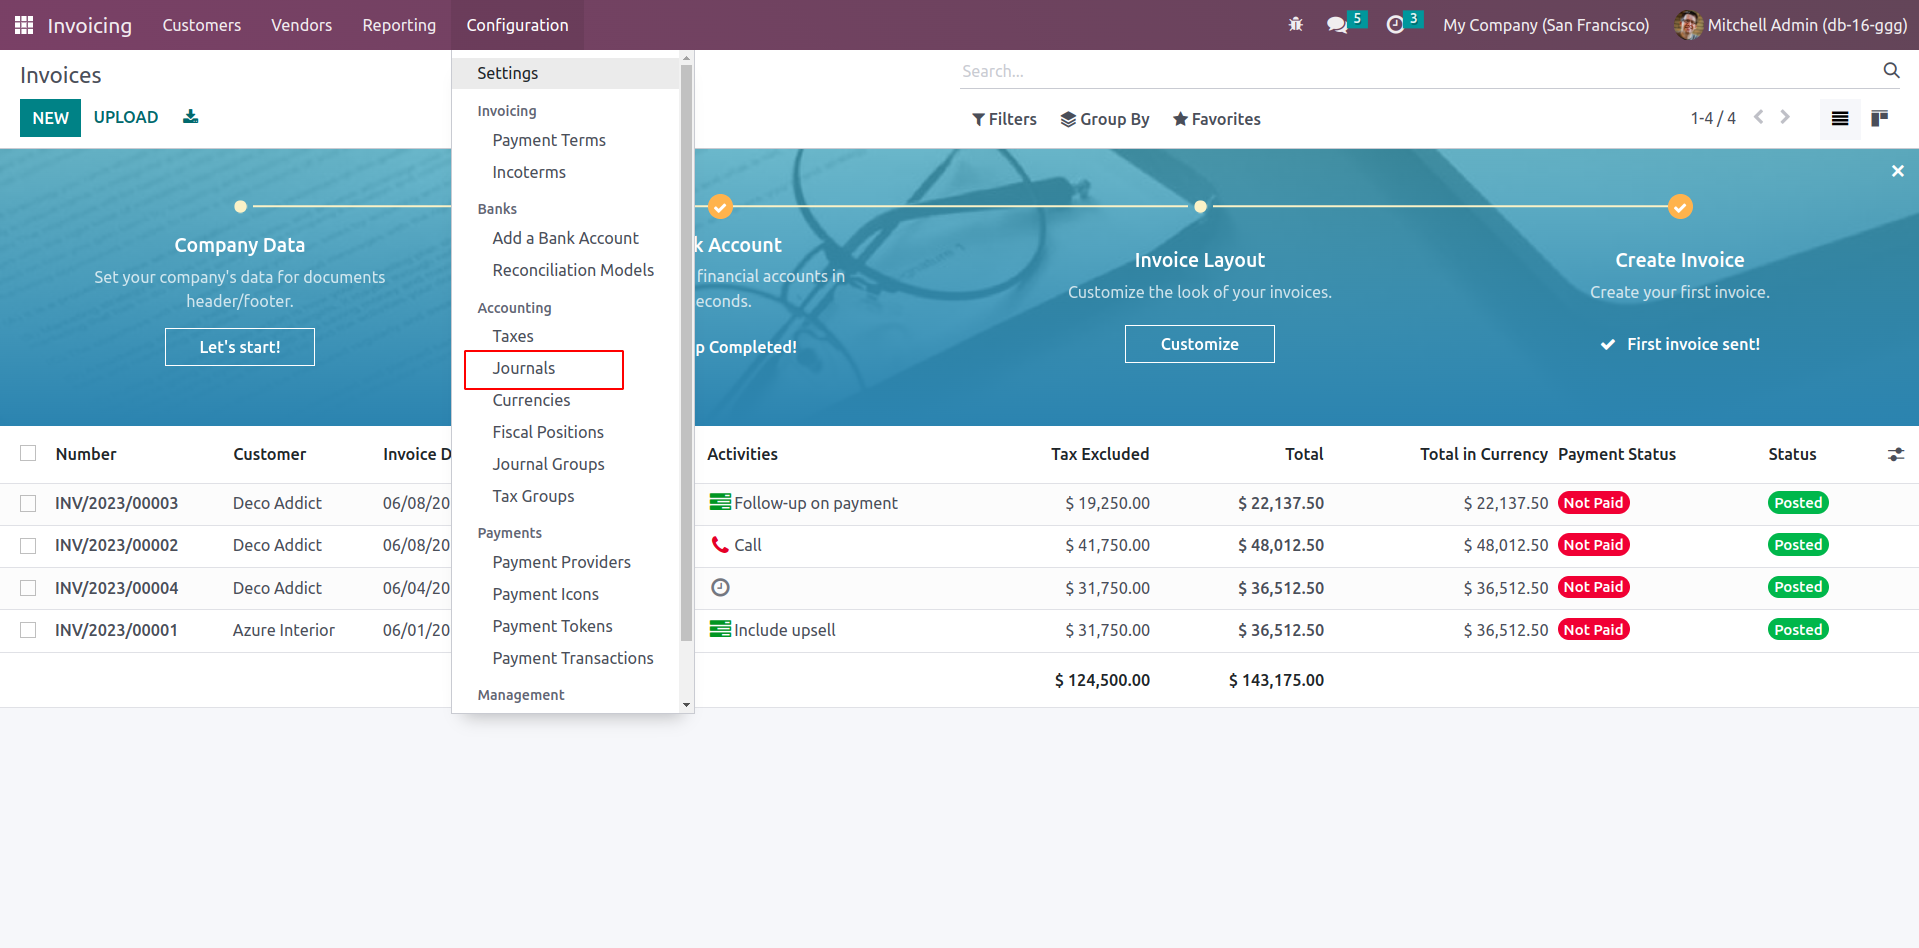 Invoicing Customers Vendors Reporting Configuration 5 3 My Company (San Francisco) Mitchell Admin (db-16-ggg)
Invoices
Search...
NEW UPLOAD
Filters Group By Favorites 1-4 / 4
Settings
Invoicing
Payment Terms
Incoterms
Banks
Add a Bank Account
Reconciliation Models
Accounting
Taxes
Journals
Currencies
Fiscal Positions
Journal Groups
Tax Groups
Payments
Payment Providers
Payment Icons
Payment Tokens
Payment Transactions
Management
Company Data
Set your company's data for documents
header/footer.
Let's start!
k Account
financial accounts in
econds.
p Completed!
Invoice Layout
Customize the look of your invoices.
Customize
Create Invoice
Create your first invoice.
First invoice sent!
Number Customer Invoice D Activities Tax Excluded Total Total in Currency Payment Status Status
INV/2023/00003 Deco Addict 06/08/20 Follow-up on payment $ 19,250.00 $ 22,137.50 $ 22,137.50 Not Paid Posted
INV/2023/00002 Deco Addict 06/08/20 Call $ 41,750.00 $ 48,012.50 $ 48,012.50 Not Paid Posted
INV/2023/00004 Deco Addict 06/04/20 $ 31,750.00 $ 36,512.50 $ 36,512.50 Not Paid Posted
INV/2023/00001 Azure Interior 06/01/20 Include upsell $ 31,750.00 $ 36,512.50 $ 36,512.50 Not Paid Posted
$ 124,500.00 $ 143,175.00